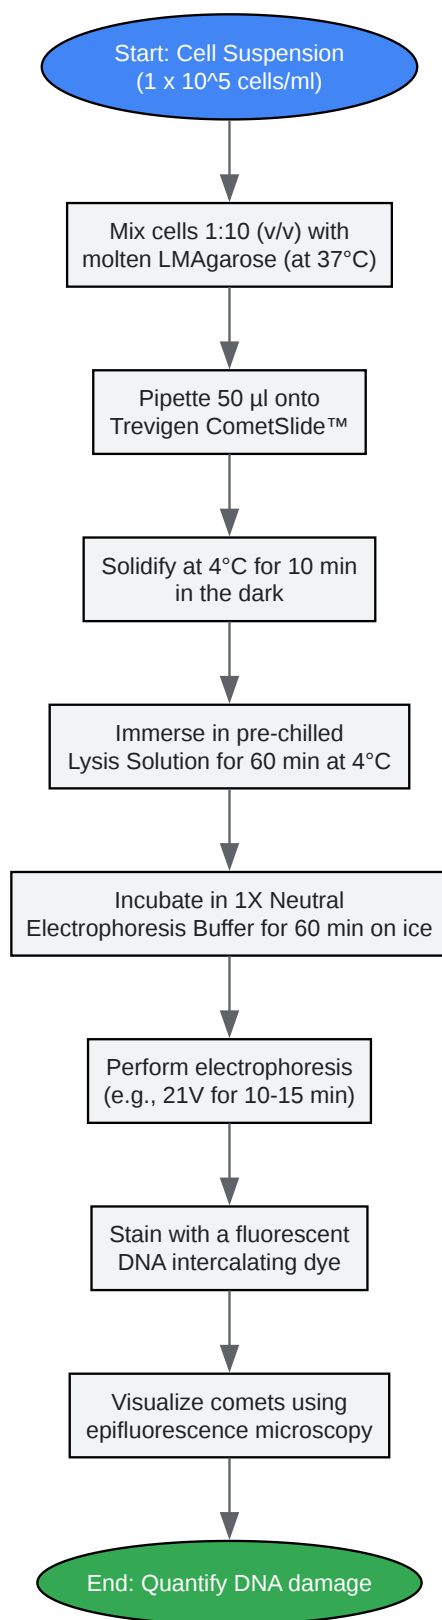 Start: Cell Suspension
(1 x 10^5 cells/ml)
Mix cells 1:10 (v/v) with
molten LMAgarose (at 37°C)
Pipette 50 µl onto
Trevigen CometSlide™
Solidify at 4°C for 10 min
in the dark
Immerse in pre-chilled
Lysis Solution for 60 min at 4°C
Incubate in 1X Neutral
Electrophoresis Buffer for 60 min on ice
Perform electrophoresis
(e.g., 21V for 10-15 min)
Stain with a fluorescent
DNA intercalating dye
Visualize comets using
epifluorescence microscopy
End: Quantify DNA damage